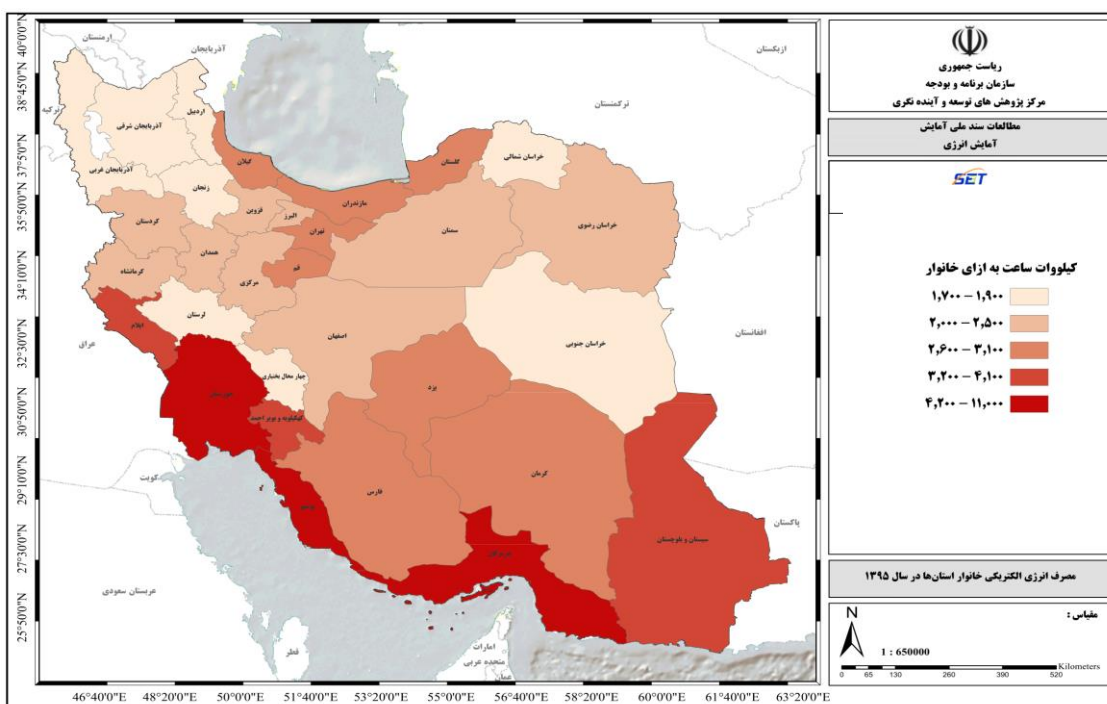 ریاست جمهوری
سازمان برنامه و بودجه
مرکز پژوهش های توسعه و آینده نگری
مطالعات سند ملی آمایش
آمایش انرژی
SET
کیلووات ساعت به ازای خانوار
۱,۷۰۰ – ۱,۹۰۰
۲,۰۰۰ – ۲,۵۰۰
۲,۶۰۰ – ۳,۱۰۰
۳,۲۰۰ – ۴,۱۰۰
۴,۲۰۰ – ۱۱,۰۰۰
مصرف انرژی الکتریکی خانوار استان‌ها در سال ۱۳۹۵
مقیاس :
N
1 : 650000
Kilometers
0 65 130 260 390 520
ارمنستان
آذربایجان
ازبکستان
ترکیه
ترکمنستان
اردبیل
آذربایجان شرقی
آذربایجان غربی
گیلان
گلستان
خراسان شمالی
زنجان
مازندران
قزوین
البرز
کردستان
تهران
سمنان
خراسان رضوی
همدان
قم
کرمانشاه
مرکزی
لرستان
ایلام
اصفهان
خراسان جنوبی
افغانستان
عراق
چهار محال بختیاری
یزد
خوزستان
کهکیلویه و بویر احمد
کویت
فارس
کرمان
پاکستان
سیستان و بلوچستان
عربستان سعودی
قطر
امارات
متحده عربی
عمان
40°0'0"N
38°45'0"N
37°5'0"N
35°50'0"N
34°10'0"N
32°30'0"N
30°50'0"N
29°10'0"N
27°30'0"N
25°50'0"N
46°40'0"E 48°20'0"E 50°0'0"E 51°40'0"E 53°20'0"E 55°0'0"E 56°40'0"E 58°20'0"E 60°0'0"E 61°40'0"E 63°20'0"E